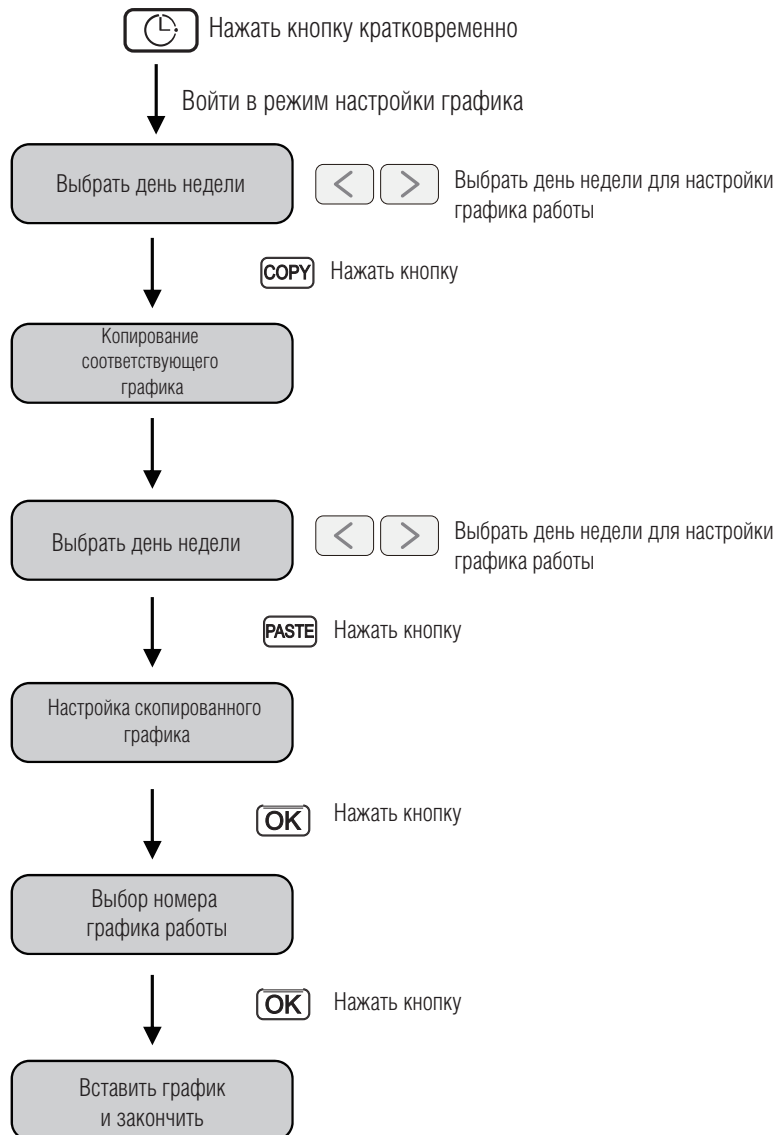 Нажать кнопку кратковременно
Войти в режим настройки графика
Выбрать день недели
Выбрать день недели для настройки
графика работы
COPY Нажать кнопку
Копирование
соответствующего
графика
Выбрать день недели
Выбрать день недели для настройки
графика работы
PASTE Нажать кнопку
Настройка скопированного
графика
OK Нажать кнопку
Выбор номера
графика работы
OK Нажать кнопку
Вставить график
и закончить